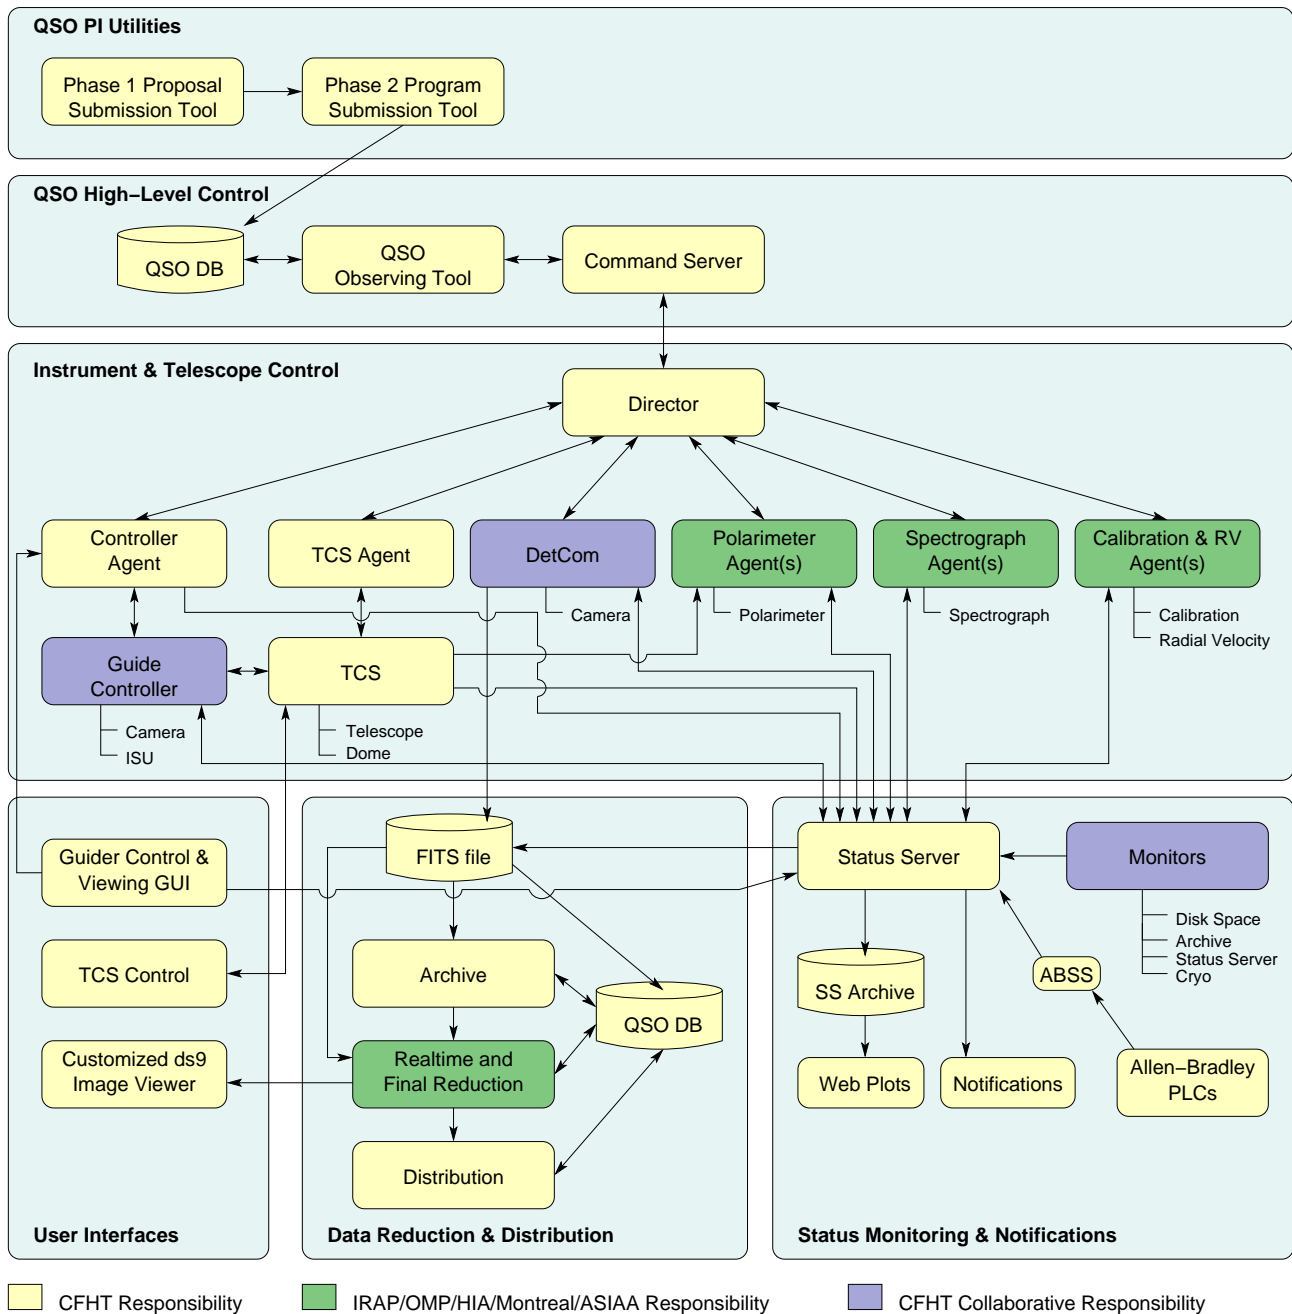 QSO PI Utilities
Phase 1 Proposal
Submission Tool
Phase 2 Program
Submission Tool
QSO High–Level Control
QSO DB
QSO
Observing Tool
Command Server
Instrument & Telescope Control
Director
Controller
Agent
TCS Agent
DetCom
Polarimeter
Agent(s)
Spectrograph
Agent(s)
Calibration & RV
Agent(s)
Camera
Polarimeter
Spectrograph
Calibration
Radial Velocity
Guide
Controller
TCS
Camera
ISU
Telescope
Dome
Guider Control &
Viewing GUI
TCS Control
Customized ds9
Image Viewer
User Interfaces
FITS file
Archive
QSO DB
Realtime and
Final Reduction
Distribution
Data Reduction & Distribution
Status Server
Monitors
Disk Space
Archive
Status Server
Cryo
SS Archive
ABSS
Web Plots
Notifications
Allen–Bradley
PLCs
Status Monitoring & Notifications
CFHT Responsibility
IRAP/OMP/HIA/Montreal/ASIAA Responsibility
CFHT Collaborative Responsibility